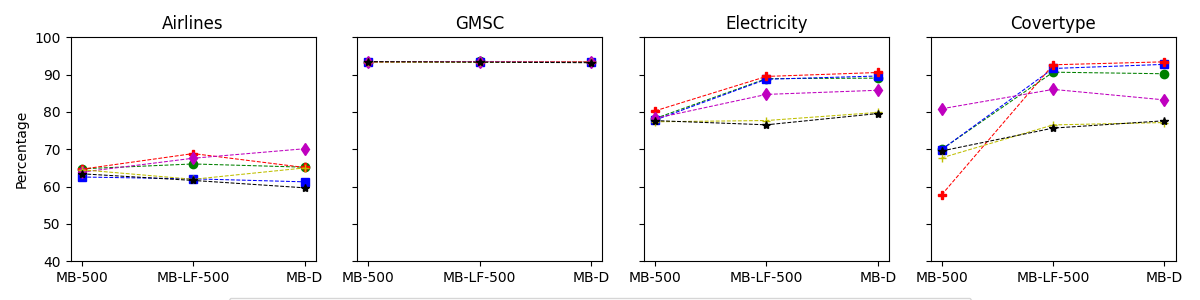 Airlines GMSC Electricity Covertype
100
90
80
70
60
50
40
Percentage
MB-500 MB-LF-500 MB-D MB-500 MB-LF-500 MB-D MB-500 MB-LF-500 MB-D MB-500 MB-LF-500 MB-D